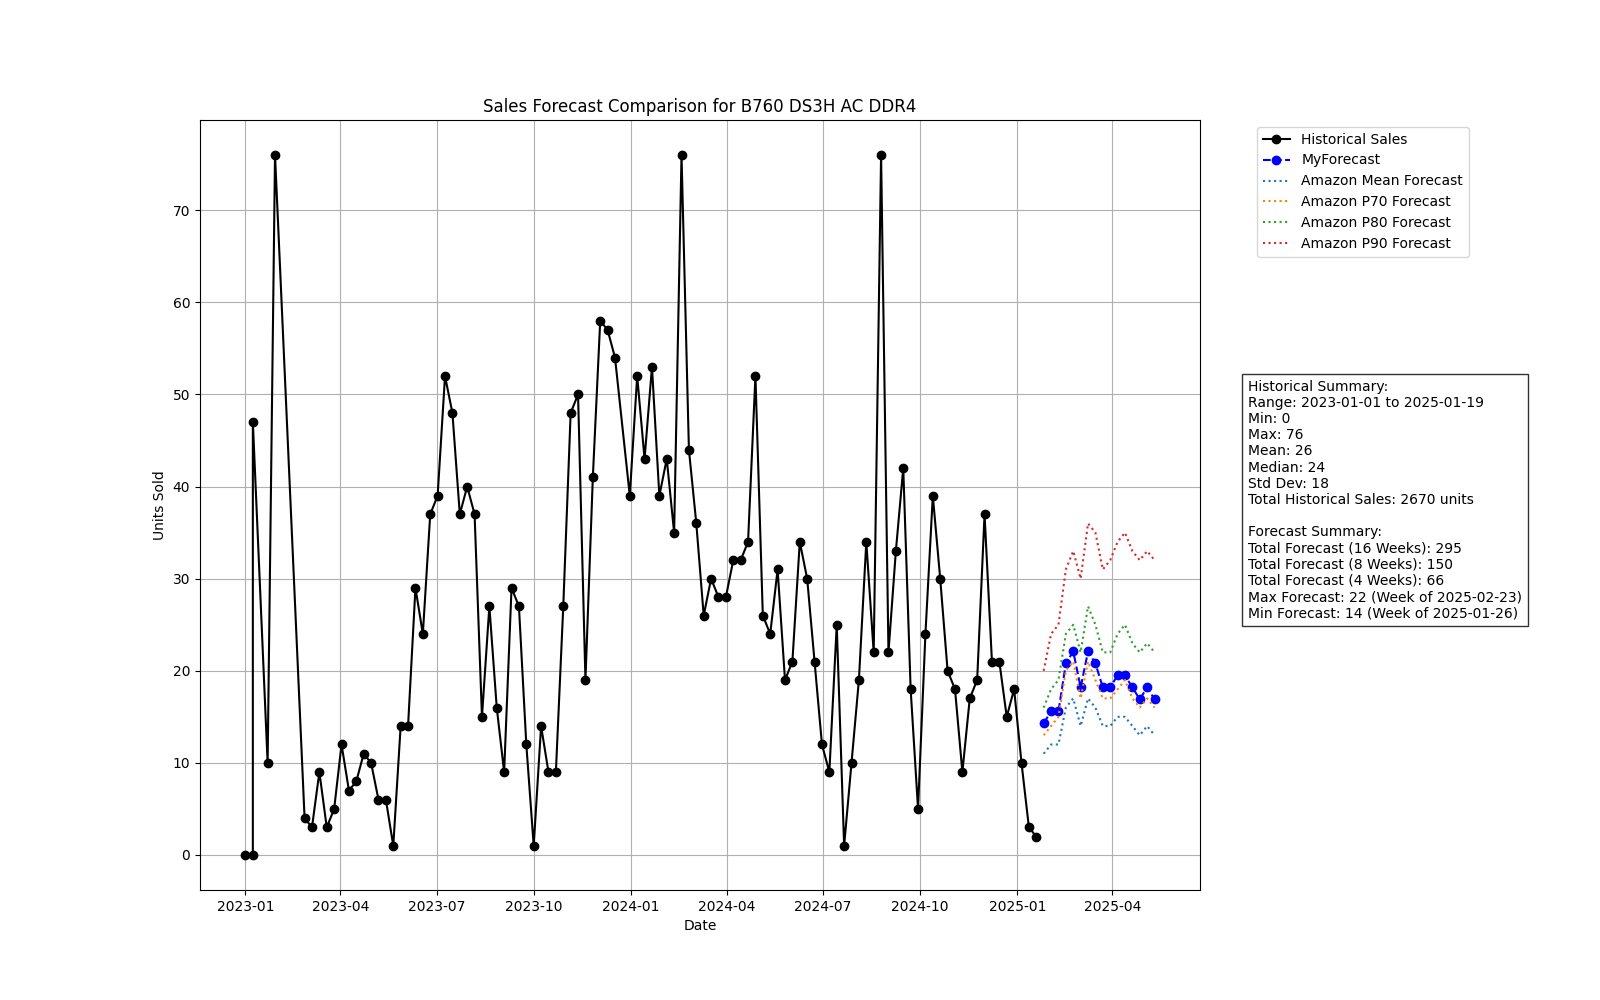 Sales Forecast Comparison for B760 DS3H AC DDR4
Historical Sales
MyForecast
Amazon Mean Forecast
Amazon P70 Forecast
Amazon P80 Forecast
Amazon P90 Forecast
70
60
50
40
30
20
10
0
Units Sold
Historical Summary:
Range: 2023-01-01 to 2025-01-19
Min: 0
Max: 76
Mean: 26
Median: 24
Std Dev: 18
Total Historical Sales: 2670 units
Forecast Summary:
Total Forecast (16 Weeks): 295
Total Forecast (8 Weeks): 150
Total Forecast (4 Weeks): 66
Max Forecast: 22 (Week of 2025-02-23)
Min Forecast: 14 (Week of 2025-01-26)
2023-01 2023-04 2023-07 2023-10 2024-01 2024-04 2024-07 2024-10 2025-01 2025-04
Date